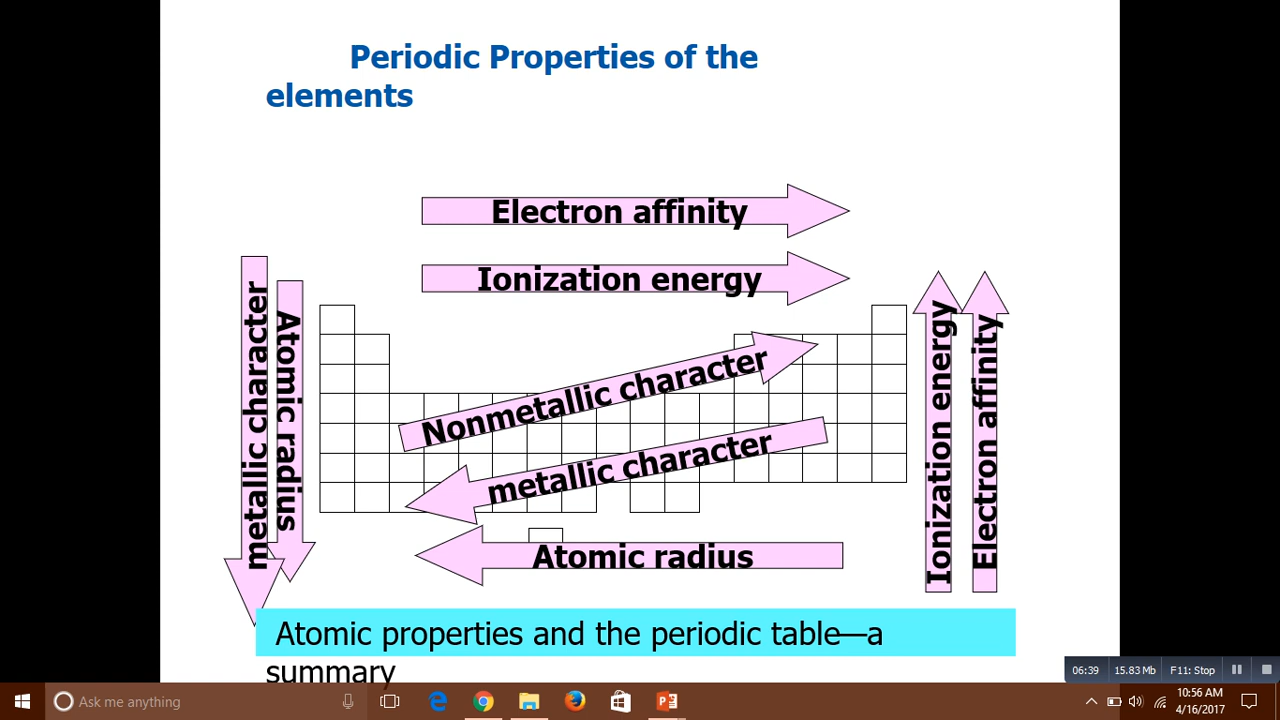 Periodic Properties of the
elements
Electron affinity
Ionization energy
metallic character
Atomic radius
Nonmetallic character
metallic character
Atomic radius
Ionization energy
Electron affinity
Atomic properties and the periodic table—a
summary
06:39 15.83 Mb F11: Stop
Ask me anything
10:56 AM
4/16/2017